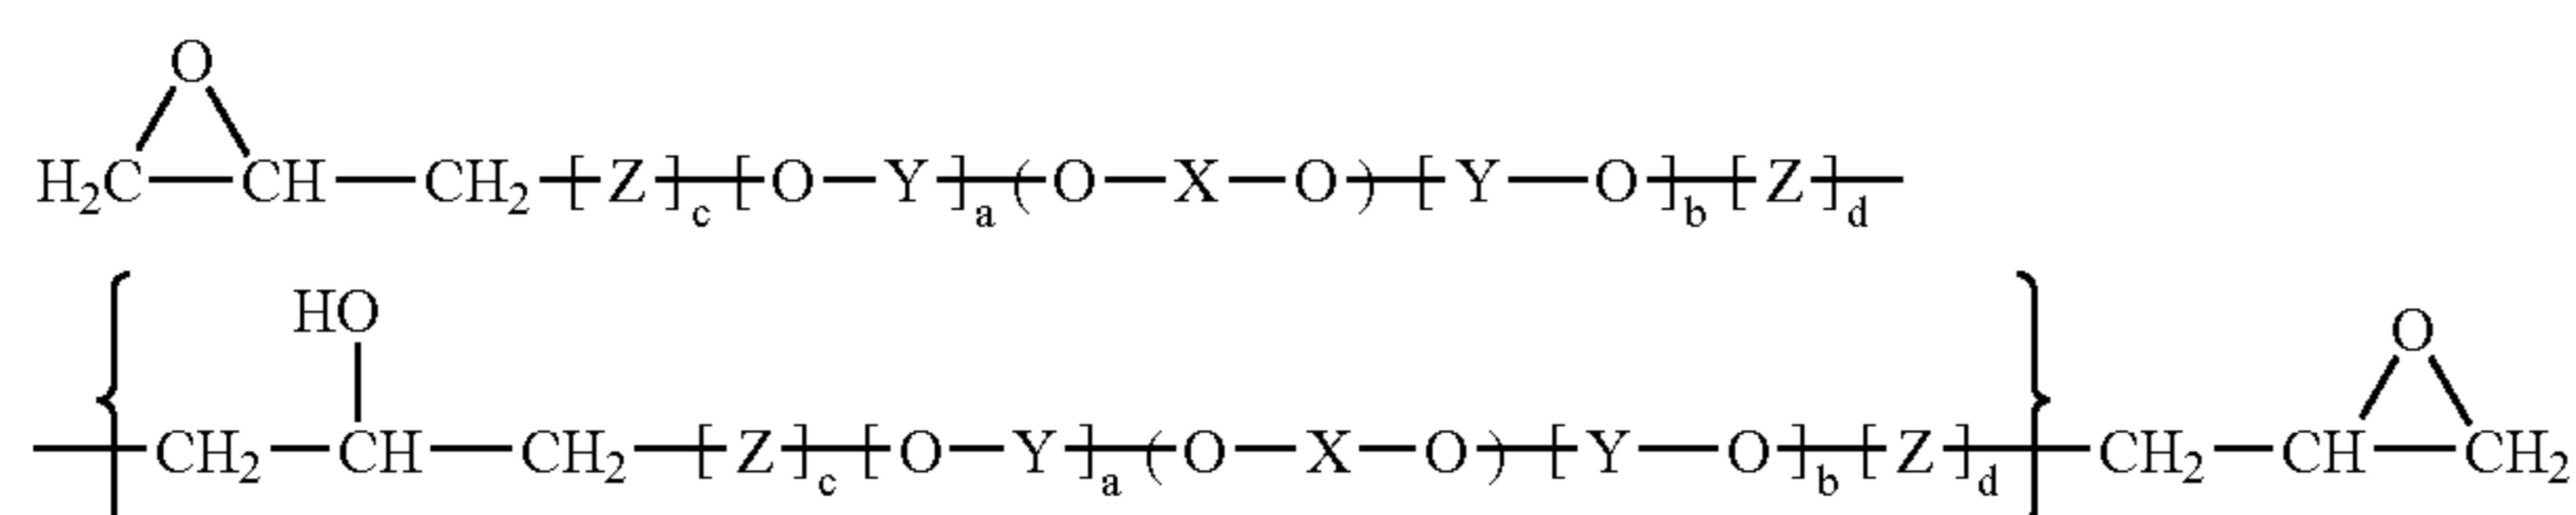 O
H₂C—CH—CH₂—[Z]c—[O—Y]a—(O—X—O)—[Y—O]b—[Z]d—
HO O
—{CH₂—CH—CH₂—[Z]c—[O—Y]a—(O—X—O)—[Y—O]b—[Z]d}—CH₂—CH—CH₂